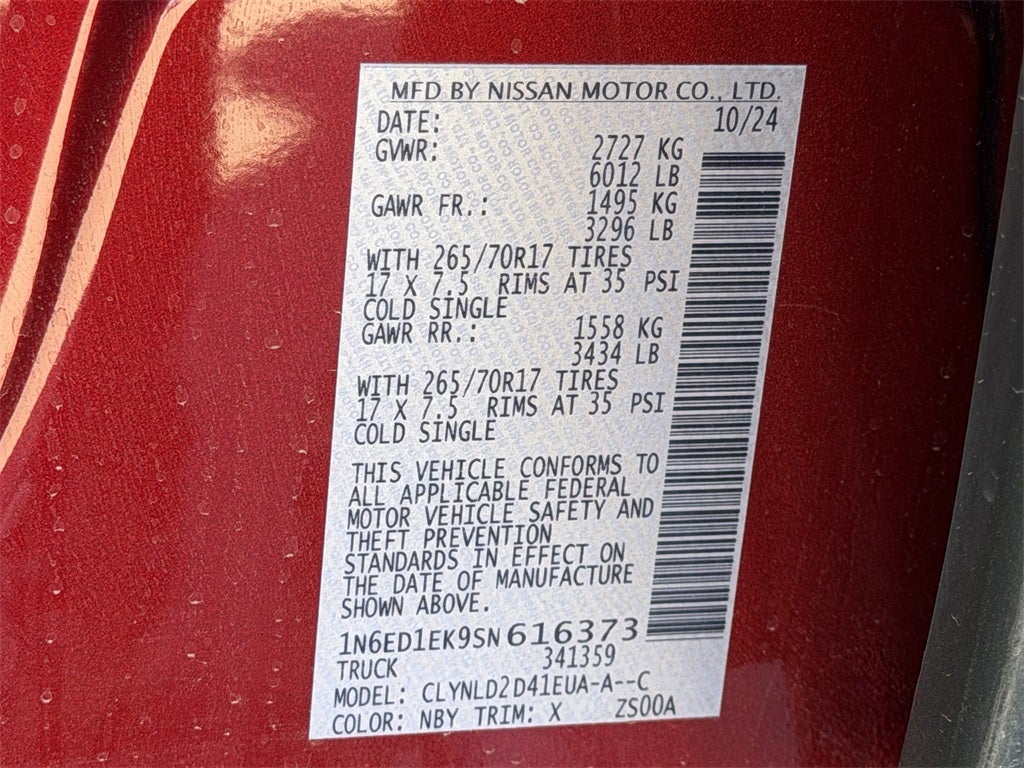 MFD BY NISSAN MOTOR CO., LTD.
DATE: 10/24
GVWR: 2727 KG
6012 LB
GAWR FR.: 1495 KG
3296 LB
WITH 265/70R17 TIRES
17 X 7.5 RIMS AT 35 PSI
COLD SINGLE
GAWR RR.: 1558 KG
3434 LB
WITH 265/70R17 TIRES
17 X 7.5 RIMS AT 35 PSI
COLD SINGLE
THIS VEHICLE CONFORMS TO
ALL APPLICABLE FEDERAL
MOTOR VEHICLE SAFETY AND
THEFT PREVENTION
STANDARDS IN EFFECT ON
THE DATE OF MANUFACTURE
SHOWN ABOVE.
1N6ED1EK9SN616373
TRUCK 341359
MODEL: CLYNLD2D41EUA-A--C
COLOR: NBY TRIM: X ZS00A